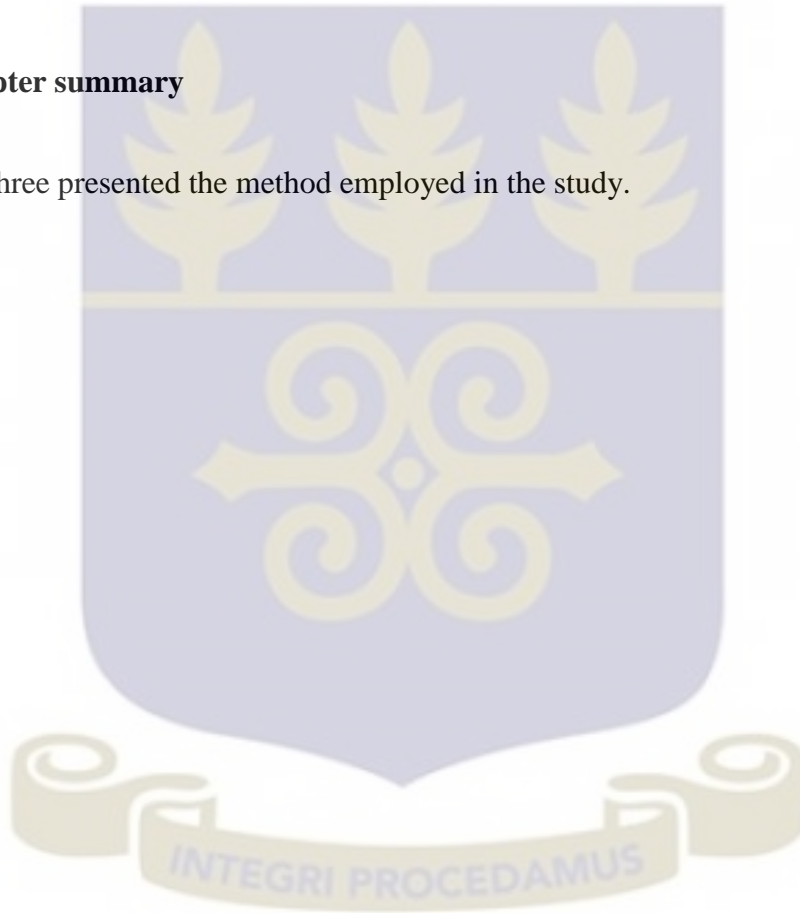 pter summary
hree presented the method employed in the study.
INTEGRI PROCEDAMUS